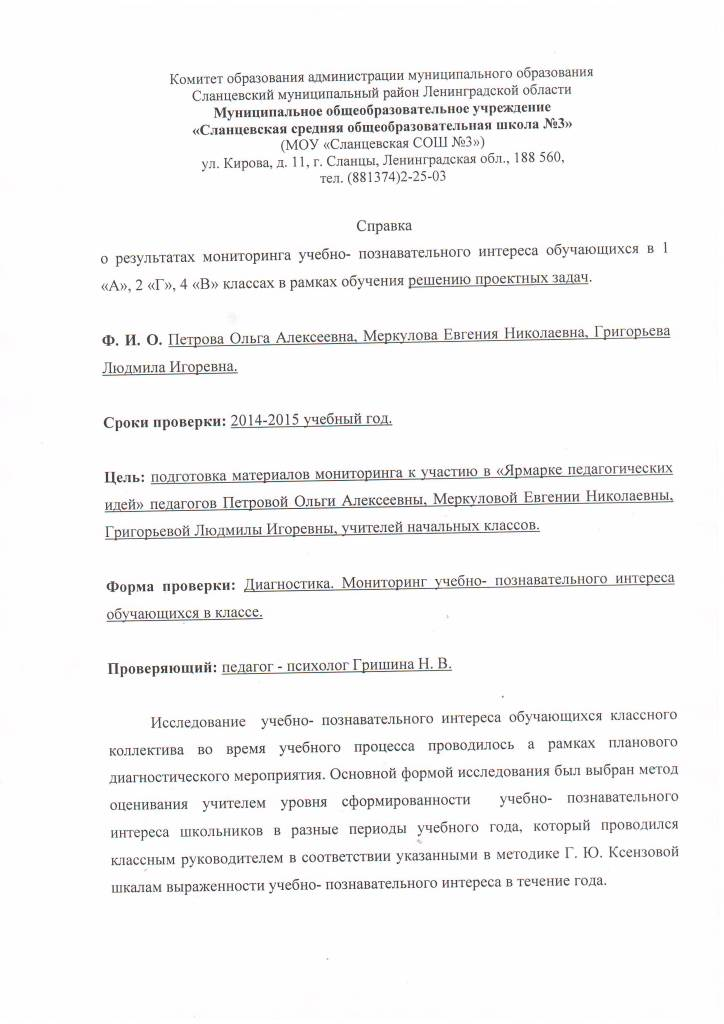 Комитет образования администрации муниципального образования
Сланцевский муниципальный район Ленинградской области
Муниципальное общеобразовательное учреждение
«Сланцевская средняя общеобразовательная школа №3»
(МОУ «Сланцевская СОШ №3»)
ул. Кирова, д. 11, г. Сланцы, Ленинградская обл., 188 560,
тел. (881374)2-25-03
Справка
о результатах мониторинга учебно- познавательного интереса обучающихся в 1
«А», 2 «Г», 4 «В» классах в рамках обучения решению проектных задач.
Ф. И. О. Петрова Ольга Алексеевна, Меркулова Евгения Николаевна, Григорьева
Людмила Игоревна.
Сроки проверки: 2014-2015 учебный год.
Цель: подготовка материалов мониторинга к участию в «Ярмарке педагогических
идей» педагогов Петровой Ольги Алексеевны, Меркуловой Евгении Николаевны,
Григорьевой Людмилы Игоревны, учителей начальных классов.
Форма проверки: Диагностика. Мониторинг учебно- познавательного интереса
обучающихся в классе.
Проверяющий: педагог - психолог Гришина Н. В.
Исследование учебно- познавательного интереса обучающихся классного
коллектива во время учебного процесса проводилось а рамках планового
диагностического мероприятия. Основной формой исследования был выбран метод
оценивания учителем уровня сформированности учебно- познавательного
интереса школьников в разные периоды учебного года, который проводился
классным руководителем в соответствии указанными в методике Г. Ю. Ксензовой
шкалам выраженности учебно- познавательного интереса в течение года.